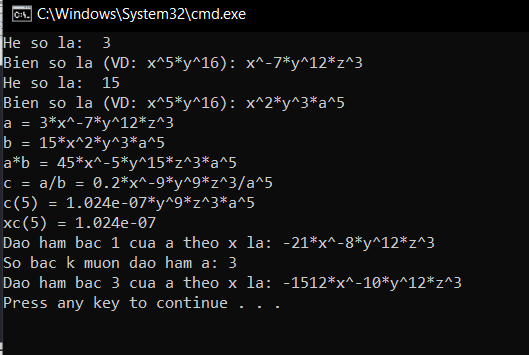 C:\Windows\System32\cmd.exe
He so la:  3
Bien so la (VD: x^5*y^16): x^-7*y^12*z^3
He so la:  15
Bien so la (VD: x^5*y^16): x^2*y^3*a^5
a = 3*x^-7*y^12*z^3
b = 15*x^2*y^3*a^5
a*b = 45*x^-5*y^15*z^3*a^5
c = a/b = 0.2*x^-9*y^9*z^3/a^5
c(5) = 1.024e-07*y^9*z^3*a^5
xc(5) = 1.024e-07
Dao ham bac 1 cua a theo x la: -21*x^-8*y^12*z^3
So bac k muon dao ham a: 3
Dao ham bac 3 cua a theo x la: -1512*x^-10*y^12*z^3
Press any key to continue . . .